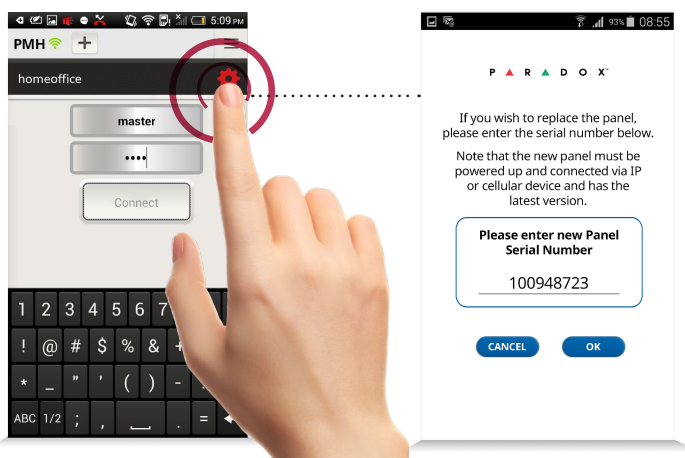 5:09 PM
PMH
homeoffice
master
••••
Connect
1 2 3 4 5 6 7
! @ # $ % & +
* _ " ' ( ) -
ABC 1/2 ; , . =
93% 08:55
PARADOX™
If you wish to replace the panel,
please enter the serial number below.
Note that the new panel must be
powered up and connected via IP
or cellular device and has the
latest version.
Please enter new Panel
Serial Number
100948723
CANCEL OK